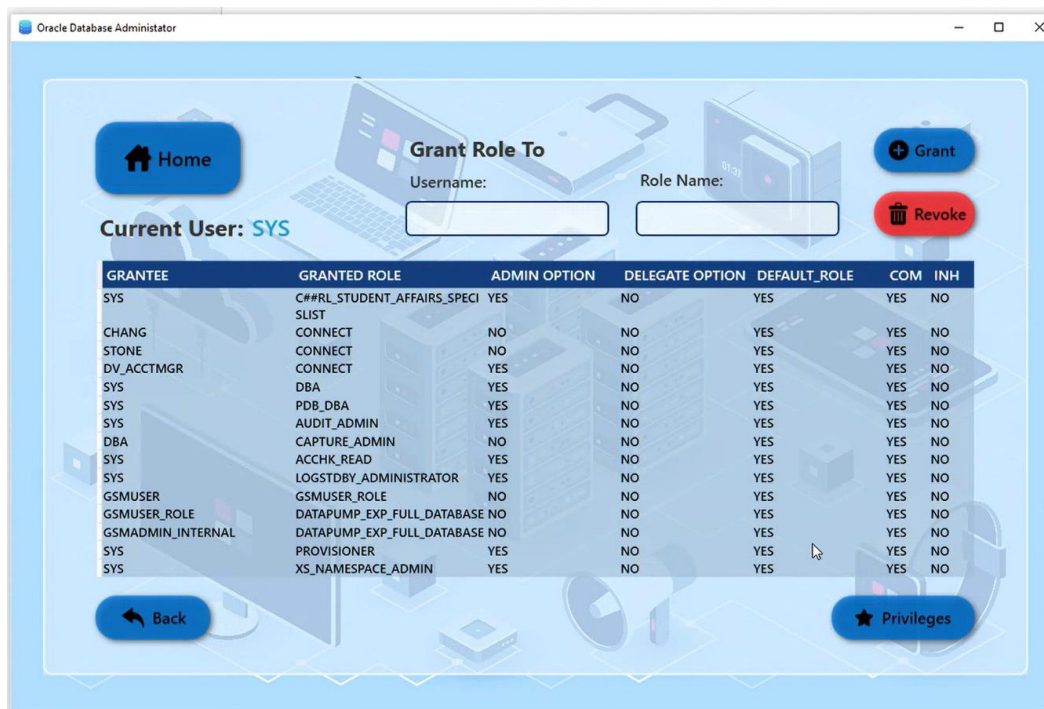 Oracle Database Administator
Home
Grant Role To
Username:
Role Name:
Grant
Revoke
Current User: SYS
01:37
GRANTEE GRANTED ROLE ADMIN OPTION DELEGATE OPTION DEFAULT_ROLE COM INH
SYS C##RL_STUDENT_AFFAIRS_SPECI YES NO YES YES NO
SLIST
CHANG CONNECT NO NO YES YES NO
STONE CONNECT NO NO YES YES NO
DV_ACCTMGR CONNECT YES NO YES YES NO
SYS DBA YES NO YES YES NO
SYS PDB_DBA YES NO YES YES NO
SYS AUDIT_ADMIN YES NO YES YES NO
DBA CAPTURE_ADMIN NO NO YES YES NO
SYS ACCHK_READ YES NO YES YES NO
SYS LOGSTDBY_ADMINISTRATOR YES NO YES YES NO
GSMUSER GSMUSER_ROLE NO NO YES YES NO
GSMUSER_ROLE DATAPUMP_EXP_FULL_DATABASE NO NO YES YES NO
GSMADMIN_INTERNAL DATAPUMP_EXP_FULL_DATABASE NO NO YES YES NO
SYS PROVISIONER YES NO YES YES NO
SYS XS_NAMESPACE_ADMIN YES NO YES YES NO
Back
Privileges